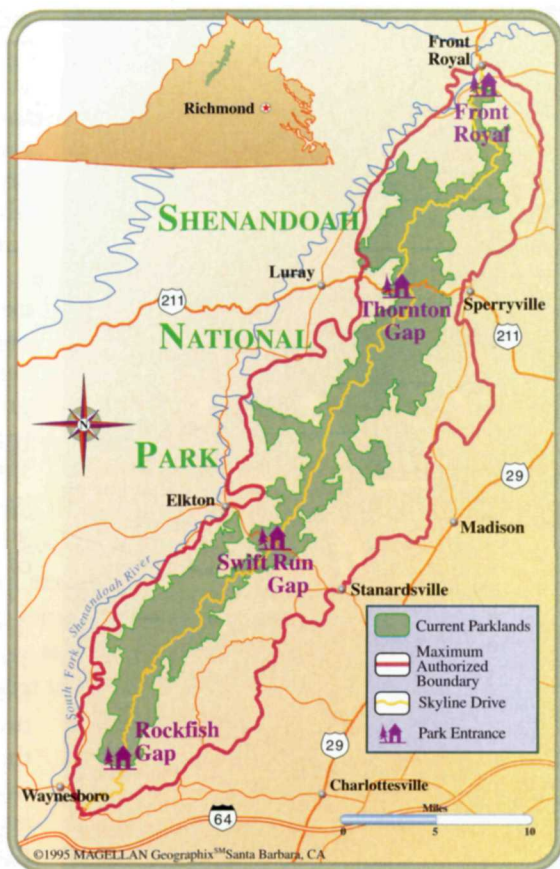 Front
Royal
Richmond
Front
Royal
SHENANDOAH
Luray
211
Thornton
Gap
Sperryville
211
NATIONAL
N
29
PARK
Elkton
Madison
Swift Run
Gap
Stanardsville
South Fork Shenandoah River
Current Parklands
Maximum
Authorized
Boundary
Skyline Drive
Park Entrance
Rockfish
Gap
29
Waynesboro
Charlottesville
64
Miles
0 5 10
©1995 MAGELLAN Geographix℠Santa Barbara, CA